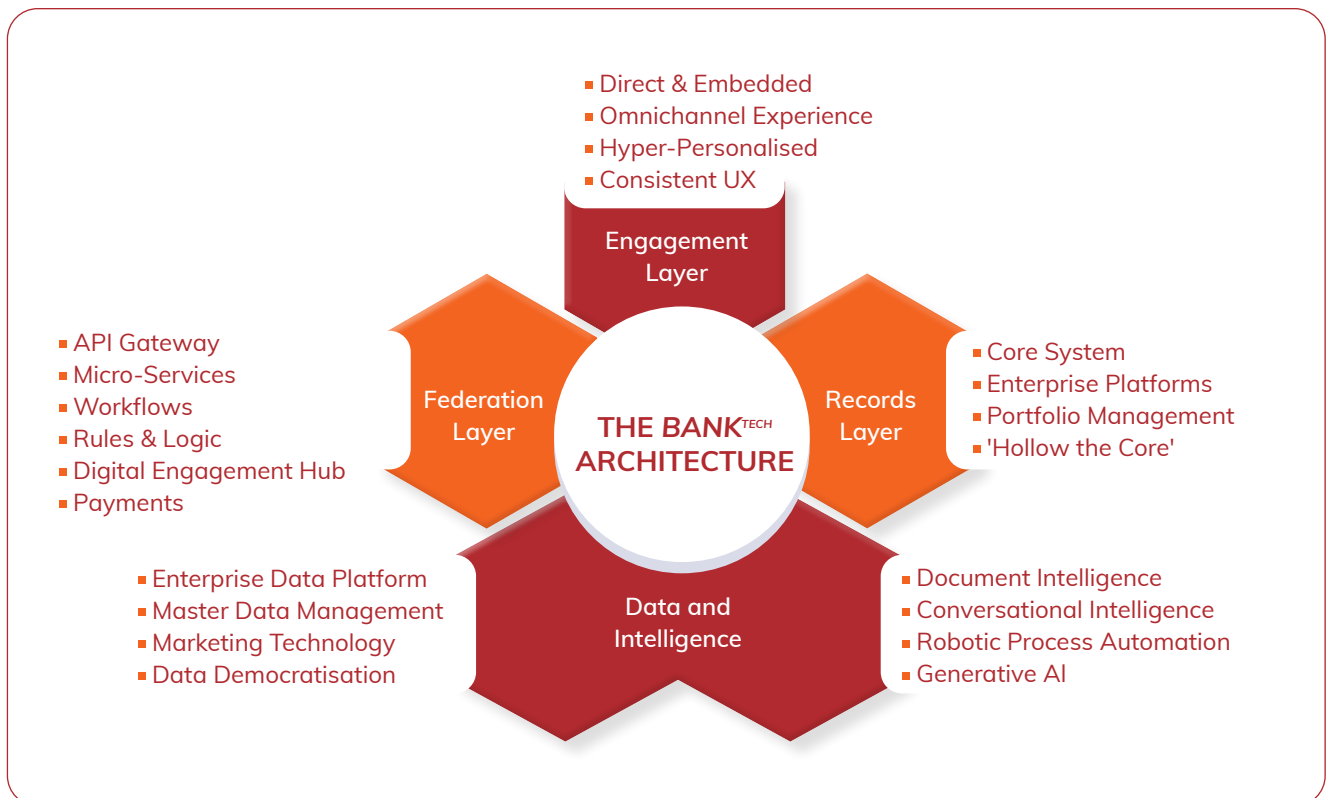 ▪ Direct & Embedded
▪ Omnichannel Experience
▪ Hyper-Personalised
▪ Consistent UX
Engagement
Layer
▪ API Gateway
▪ Micro-Services
▪ Workflows
▪ Rules & Logic
▪ Digital Engagement Hub
▪ Payments
Federation
Layer
THE BANKTECH
ARCHITECTURE
Records
Layer
▪ Core System
▪ Enterprise Platforms
▪ Portfolio Management
▪ 'Hollow the Core'
▪ Enterprise Data Platform
▪ Master Data Management
▪ Marketing Technology
▪ Data Democratisation
Data and
Intelligence
▪ Document Intelligence
▪ Conversational Intelligence
▪ Robotic Process Automation
▪ Generative AI